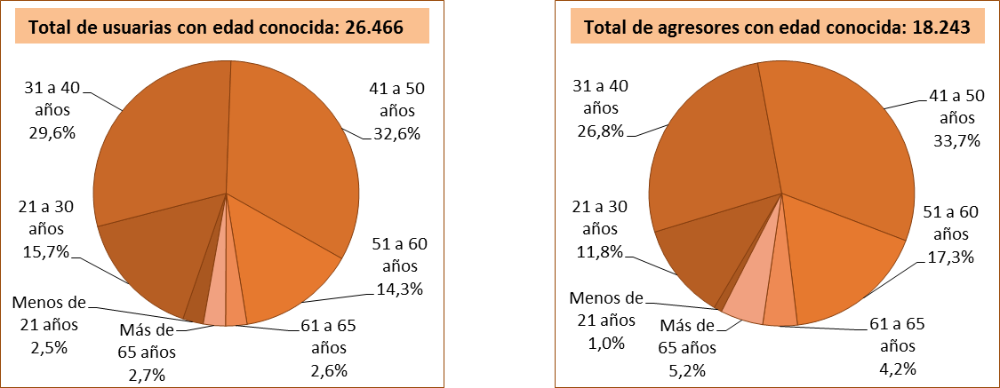 Total de usuarias con edad conocida: 26.466
41 a 50
años
32,6%
51 a 60
años
14,3%
61 a 65
años
2,6%
Más de
65 años
2,7%
Menos de
21 años
2,5%
21 a 30
años
15,7%
31 a 40
años
29,6%
Total de agresores con edad conocida: 18.243
41 a 50
años
33,7%
51 a 60
años
17,3%
61 a 65
años
4,2%
Más de
65 años
5,2%
Menos de
21 años
1,0%
21 a 30
años
11,8%
31 a 40
años
26,8%